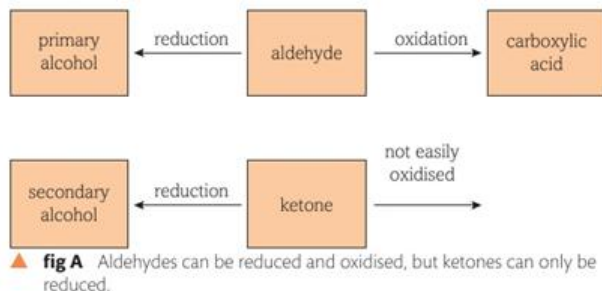 primary
alcohol
reduction
aldehyde
oxidation
carboxylic
acid
secondary
alcohol
reduction
ketone
not easily
oxidised
fig A Aldehydes can be reduced and oxidised, but ketones can only be
reduced.